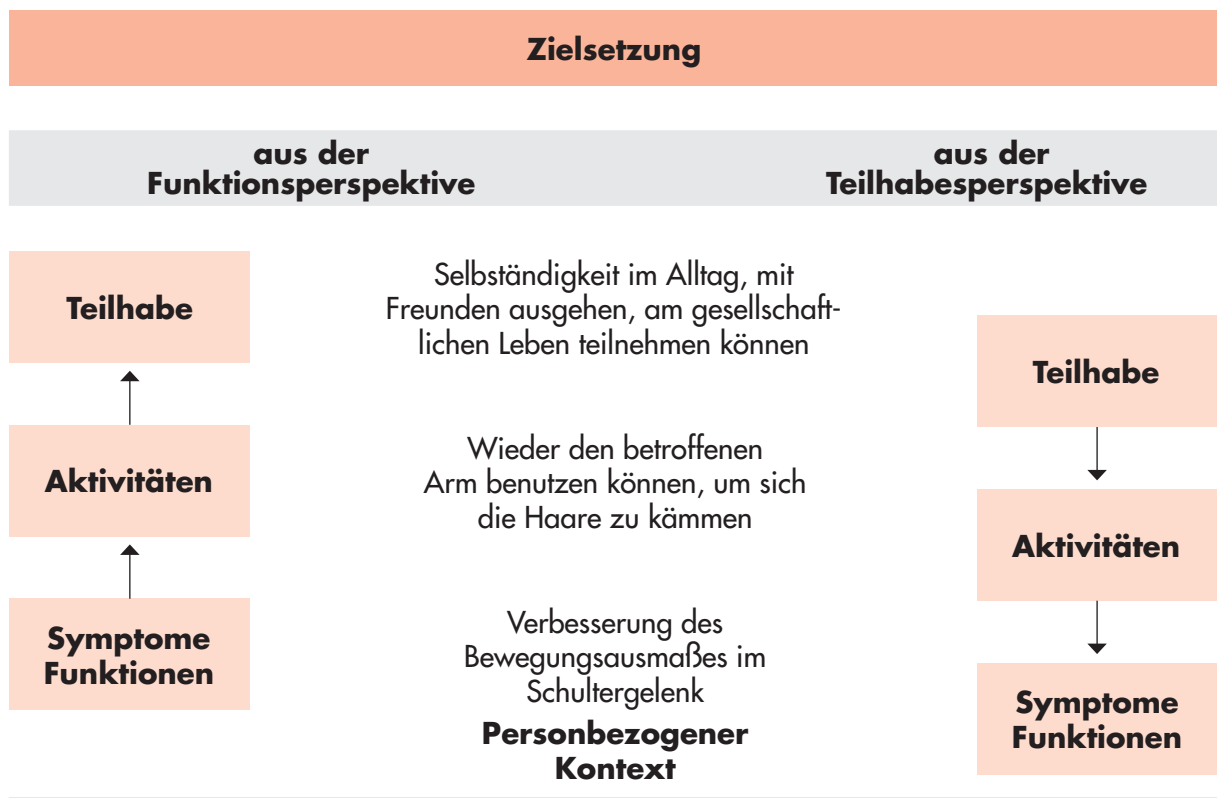 Zielsetzung
aus der
Funktionsperspektive
aus der
Teilhabesperspektive
Teilhabe
Selbständigkeit im Alltag, mit
Freunden ausgehen, am gesellschaft-
lichen Leben teilnehmen können
Teilhabe
Aktivitäten
Wieder den betroffenen
Arm benutzen können, um sich
die Haare zu kämmen
Aktivitäten
Symptome
Funktionen
Verbesserung des
Bewegungsausmaßes im
Schultergelenk
Personbezogener
Kontext
Symptome
Funktionen